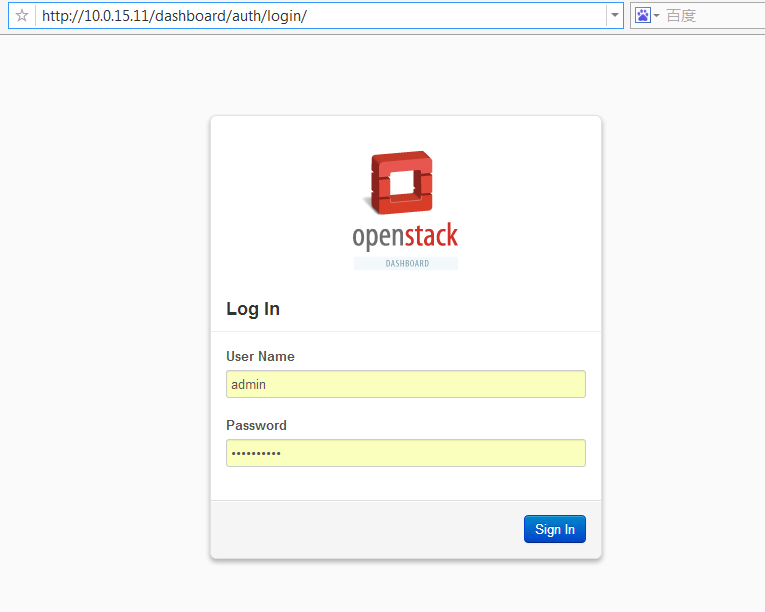 http://10.0.15.11/dashboard/auth/login/
百度
openstack
DASHBOARD
Log In
User Name
admin
Password
••••••••••
Sign In